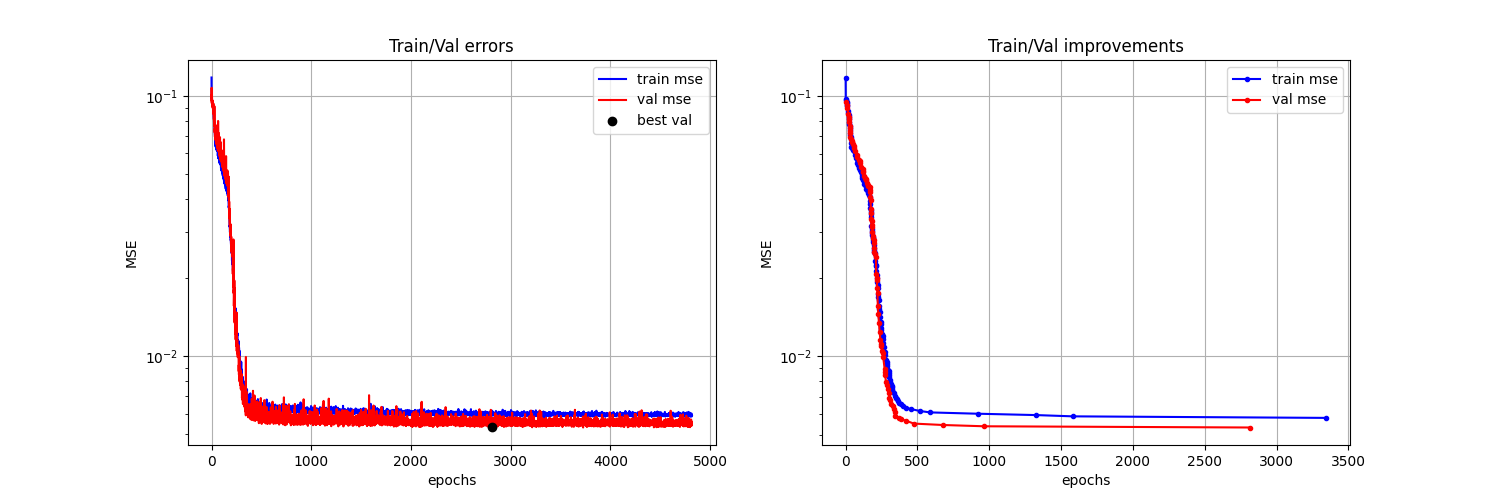 Train/Val errors
train mse
val mse
best val
10⁻¹
10⁻²
MSE
0
1000
2000
3000
4000
5000
epochs
Train/Val improvements
train mse
val mse
10⁻¹
10⁻²
MSE
0
500
1000
1500
2000
2500
3000
3500
epochs